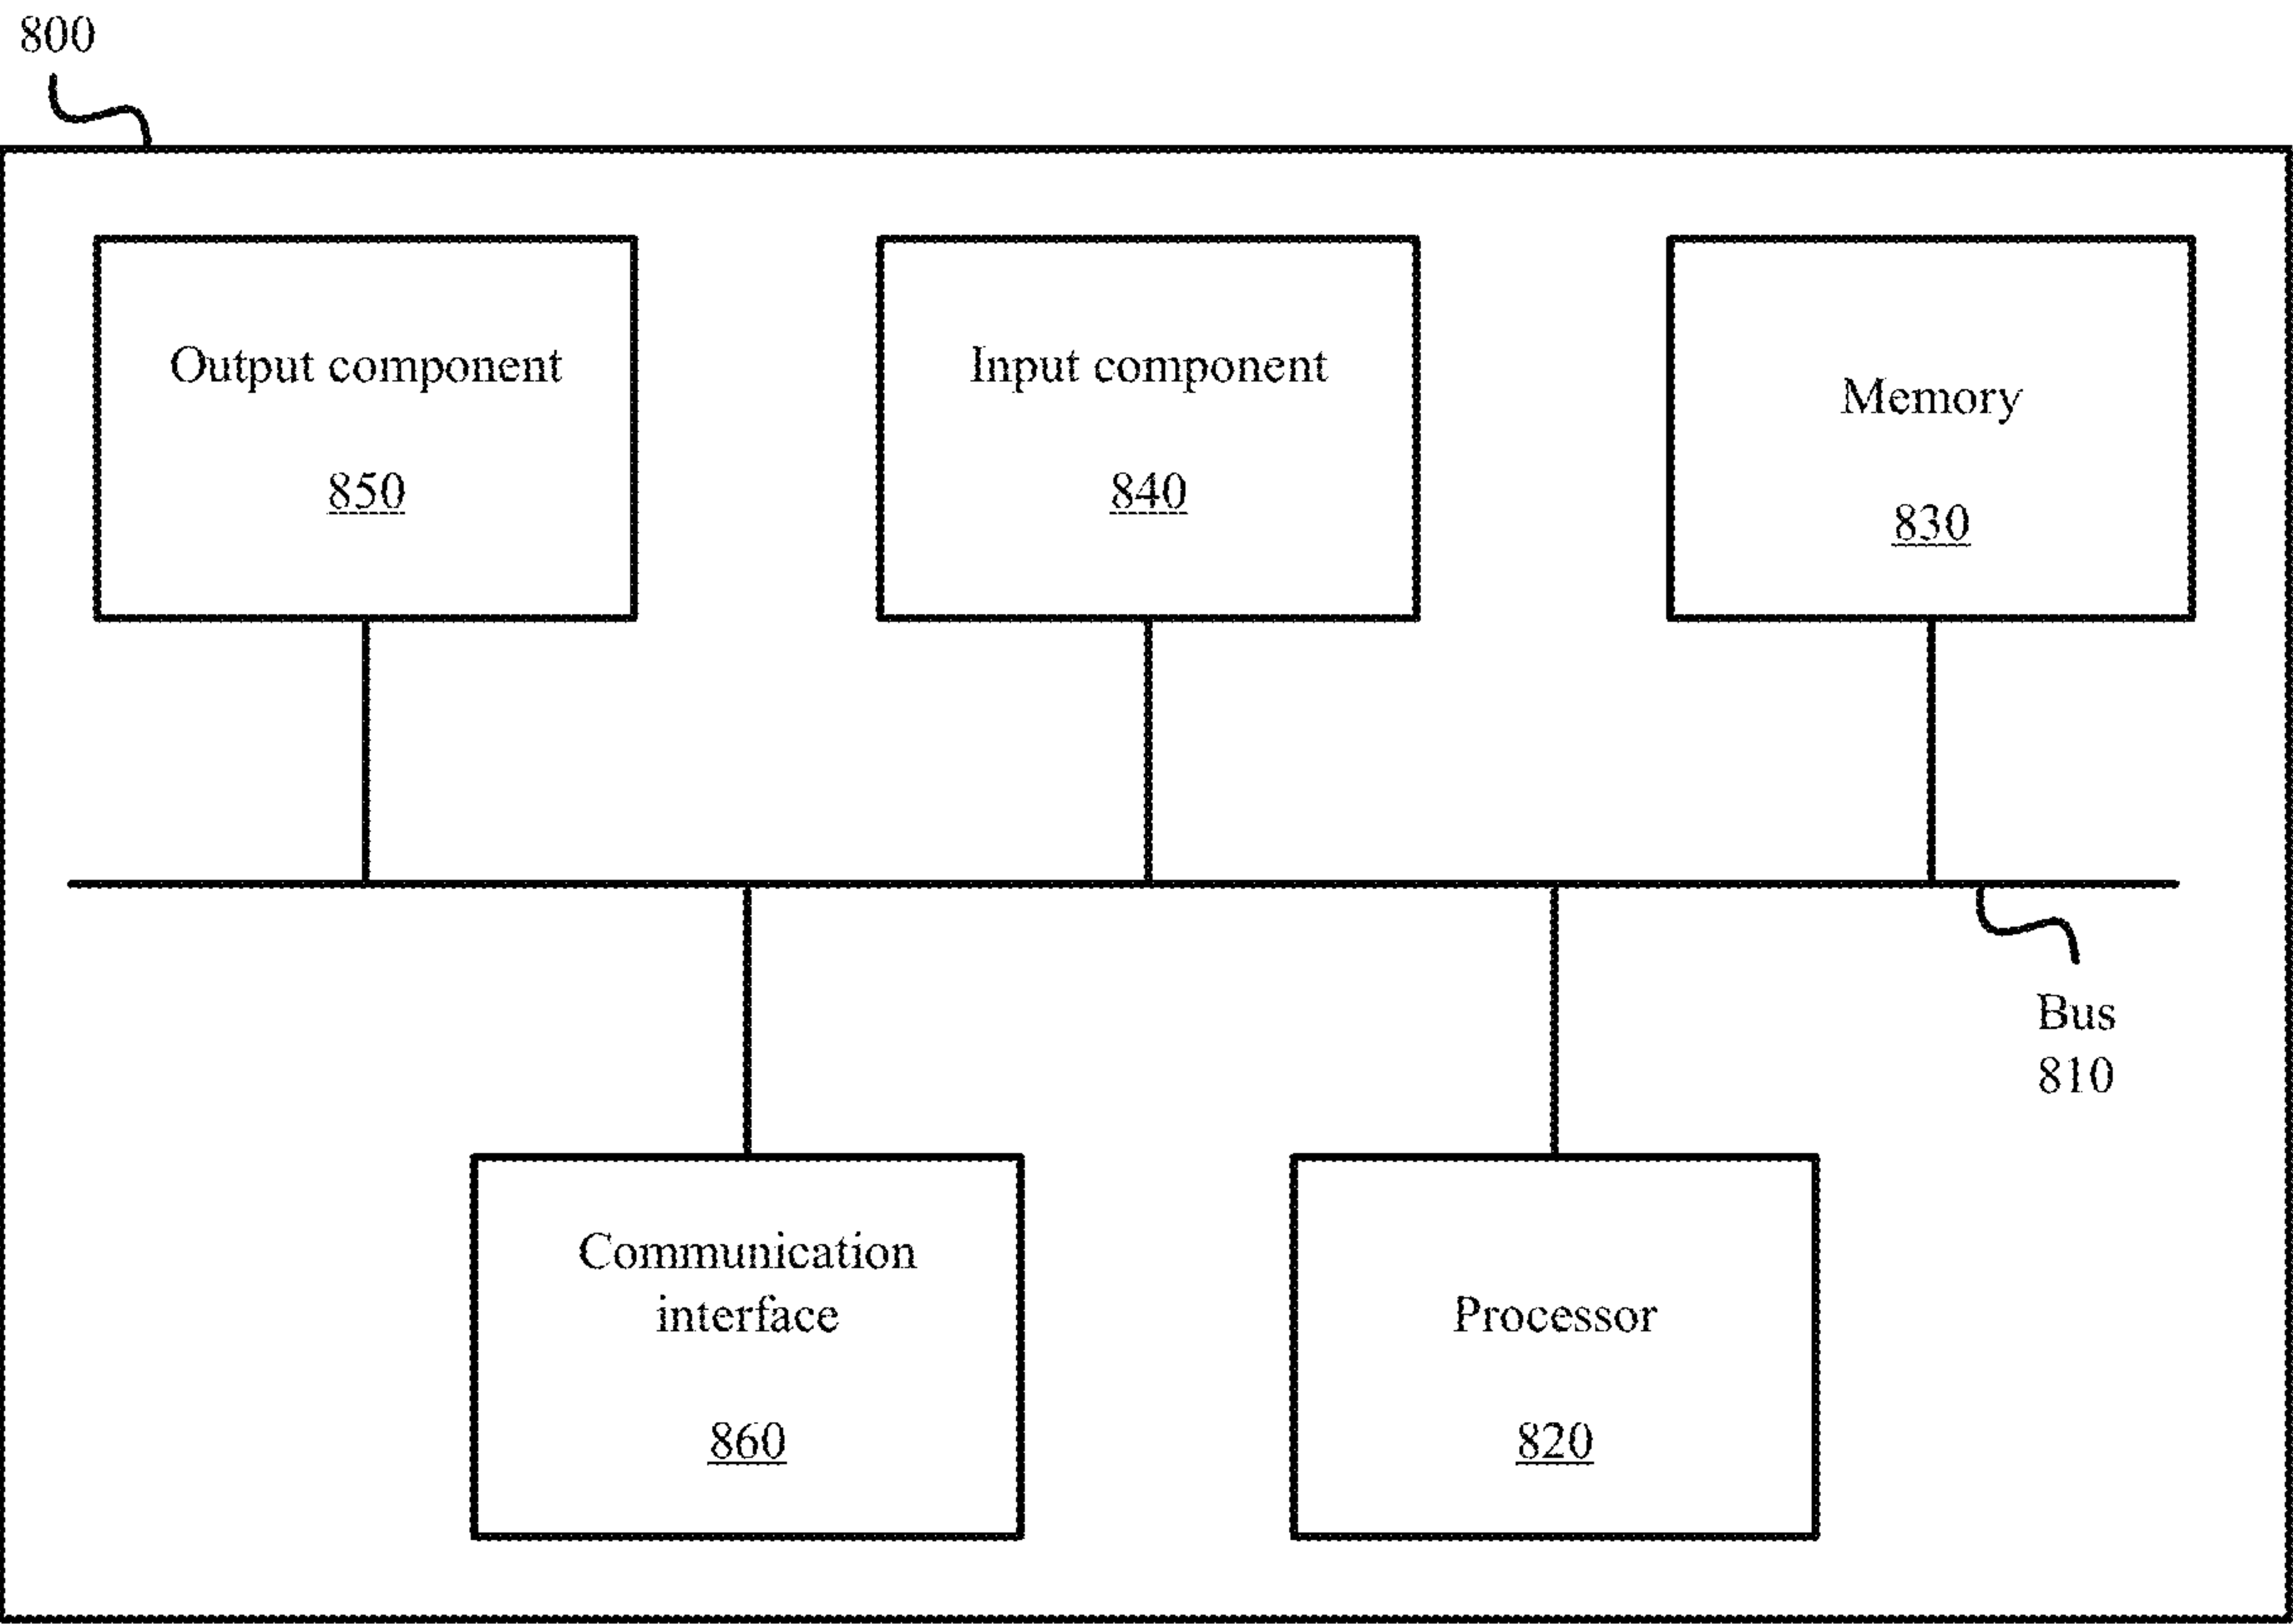 800
Output component
850
Input component
840
Memory
830
Bus
810
Communication
interface
860
Processor
820